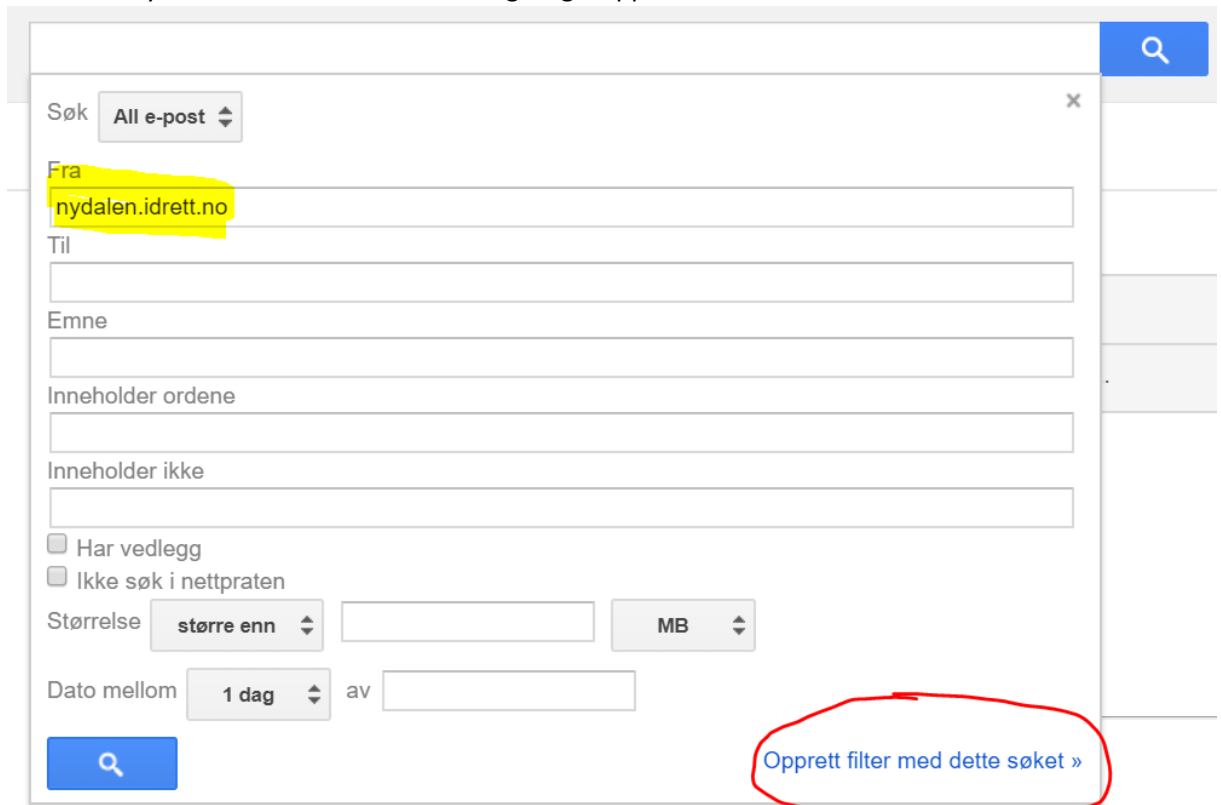 Søk All e-post
Fra
nydalen.idrett.no
Til
Emne
Inneholder ordene
Inneholder ikke
Har vedlegg
Ikke søk i nettpraten
Størrelse større enn MB
Dato mellom 1 dag av
Opprett filter med dette søket »